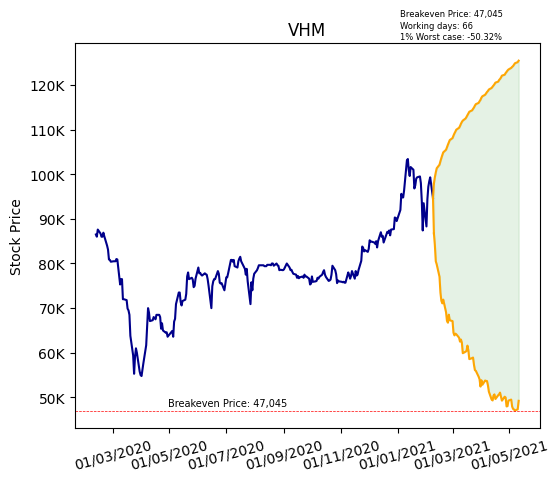 Breakeven Price: 47,045
Working days: 66
1% Worst case: -50.32%
VHM
Stock Price
120K
110K
100K
90K
80K
70K
60K
50K
Breakeven Price: 47,045
01/03/2020
01/05/2020
01/07/2020
01/09/2020
01/11/2020
01/01/2021
01/03/2021
01/05/2021